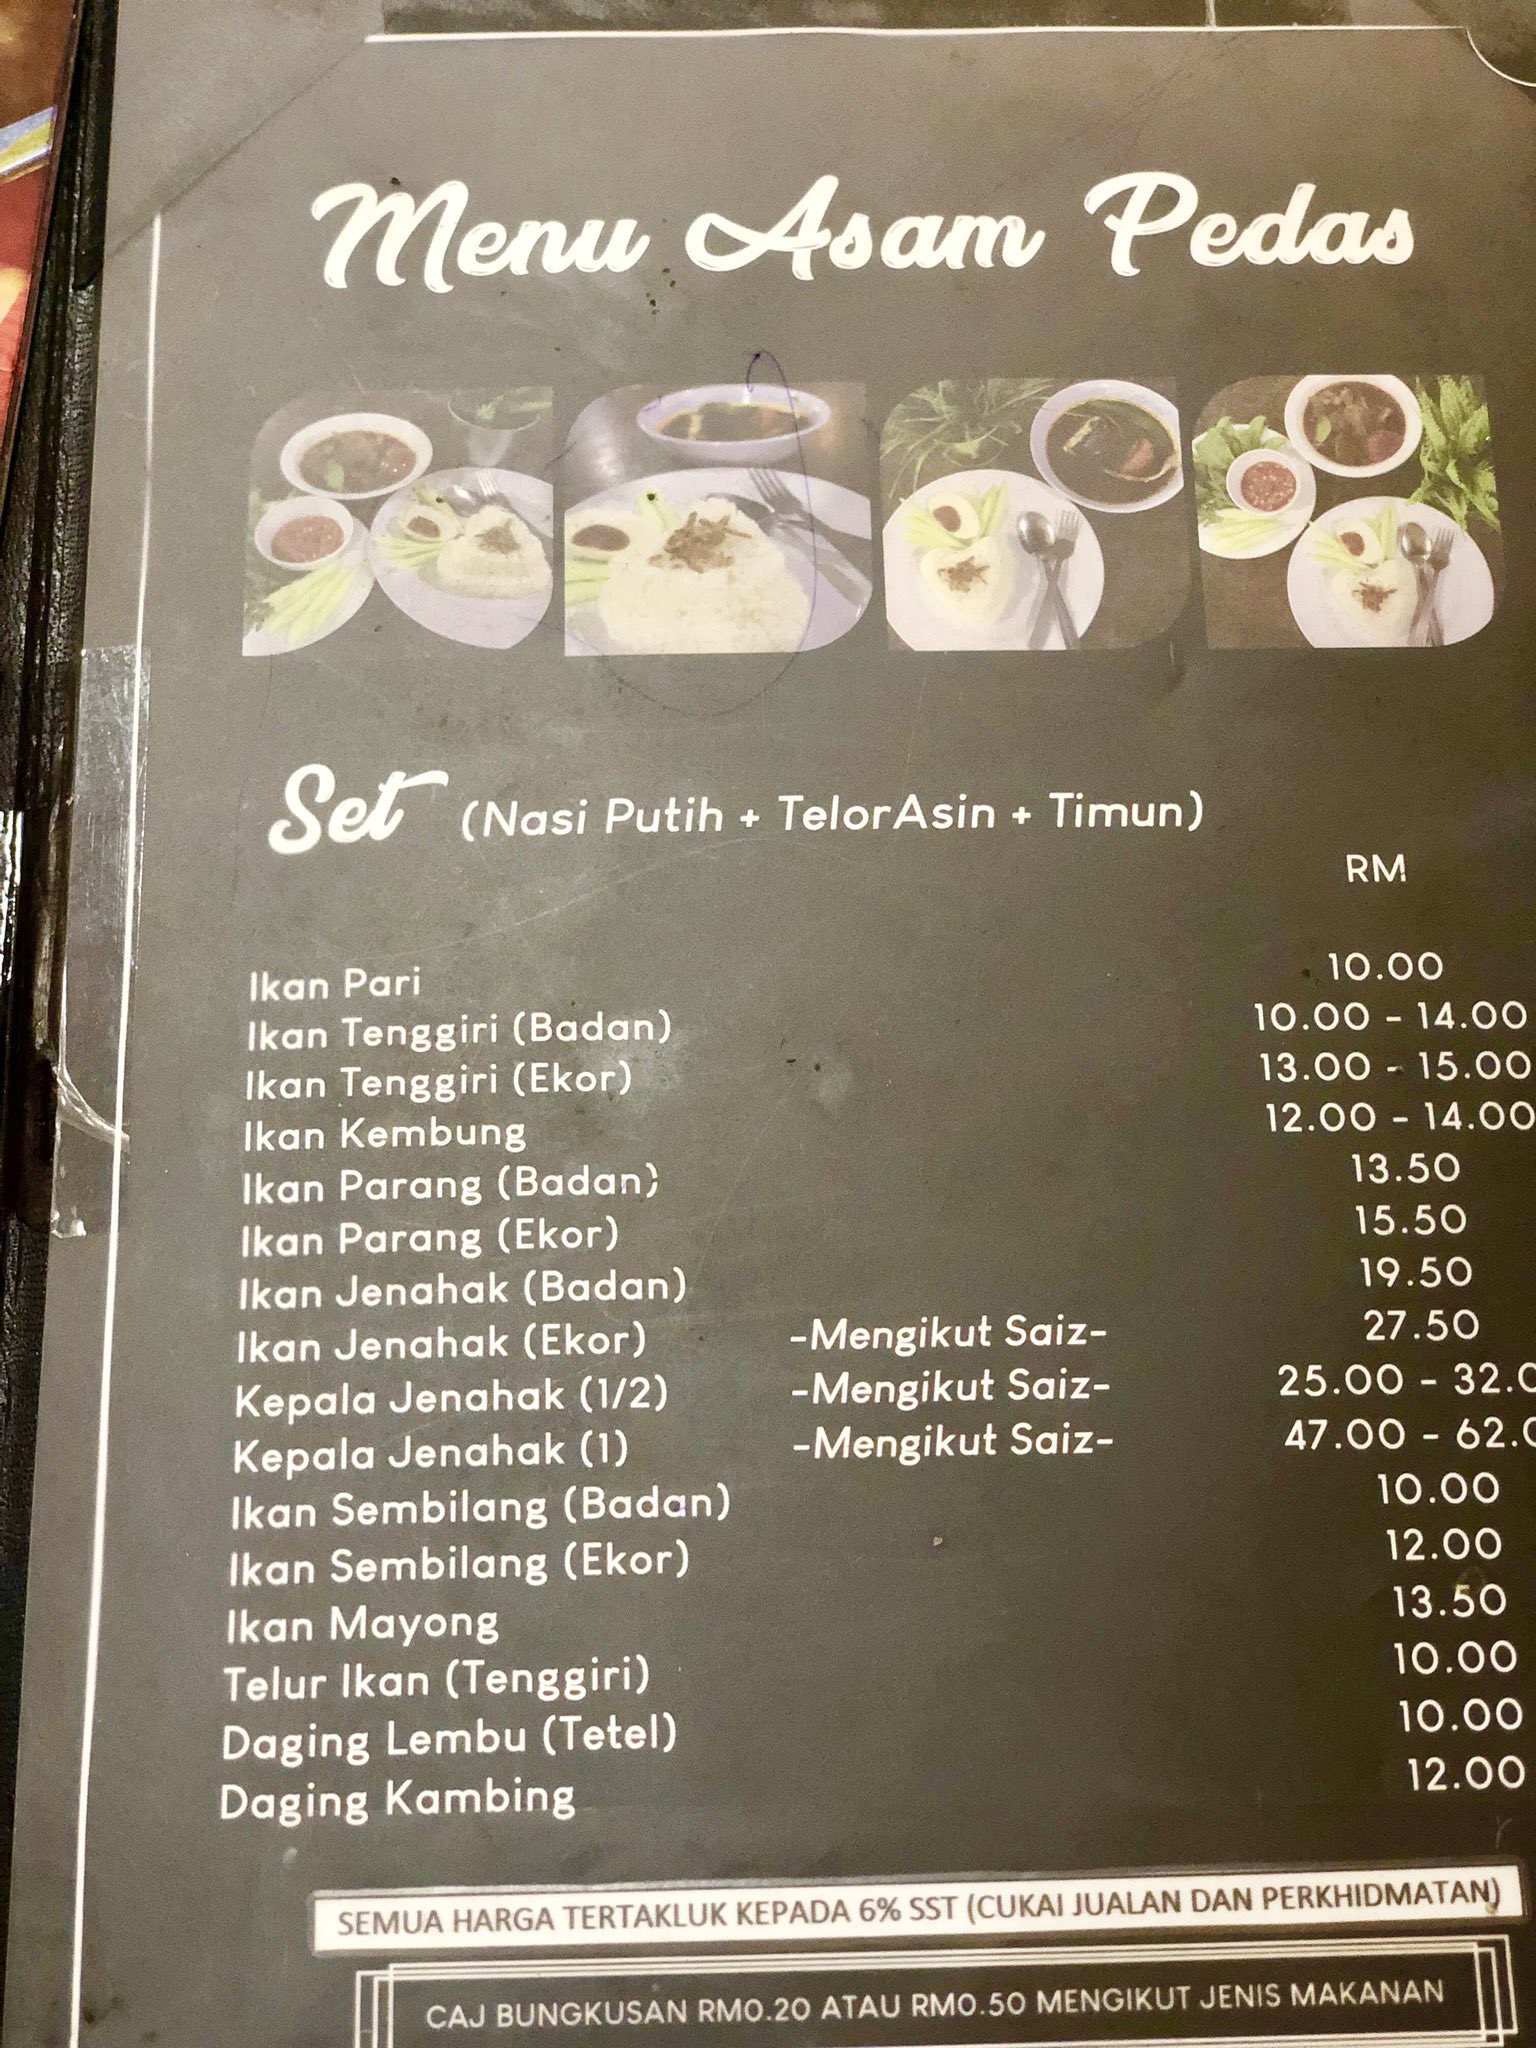 Menu Asam Pedas
Set (Nasi Putih + TelorAsin + Timun)
RM
Ikan Pari 10.00
Ikan Tenggiri (Badan) 10.00 - 14.00
Ikan Tenggiri (Ekor) 13.00 - 15.00
Ikan Kembung 12.00 - 14.00
Ikan Parang (Badan) 13.50
Ikan Parang (Ekor) 15.50
Ikan Jenahak (Badan) 19.50
Ikan Jenahak (Ekor) -Mengikut Saiz- 27.50
Kepala Jenahak (1/2) -Mengikut Saiz- 25.00 - 32.0
Kepala Jenahak (1) -Mengikut Saiz- 47.00 - 62.0
Ikan Sembilang (Badan) 10.00
Ikan Sembilang (Ekor) 12.00
Ikan Mayong 13.50
Telur Ikan (Tenggiri) 10.00
Daging Lembu (Tetel) 10.00
Daging Kambing 12.00
SEMUA HARGA TERTAKLUK KEPADA 6% SST (CUKAI JUALAN DAN PERKHIDMATAN)
CAJ BUNGKUSAN RM0.20 ATAU RM0.50 MENGIKUT JENIS MAKANAN